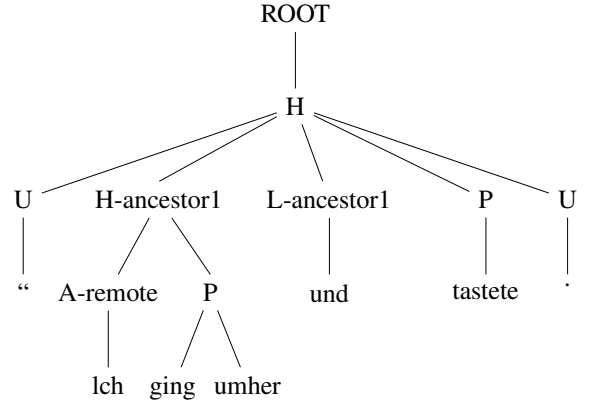 ROOT
H
U H-ancestor1 L-ancestor1 P U
“ A-remote P und tastete .
lch ging umher